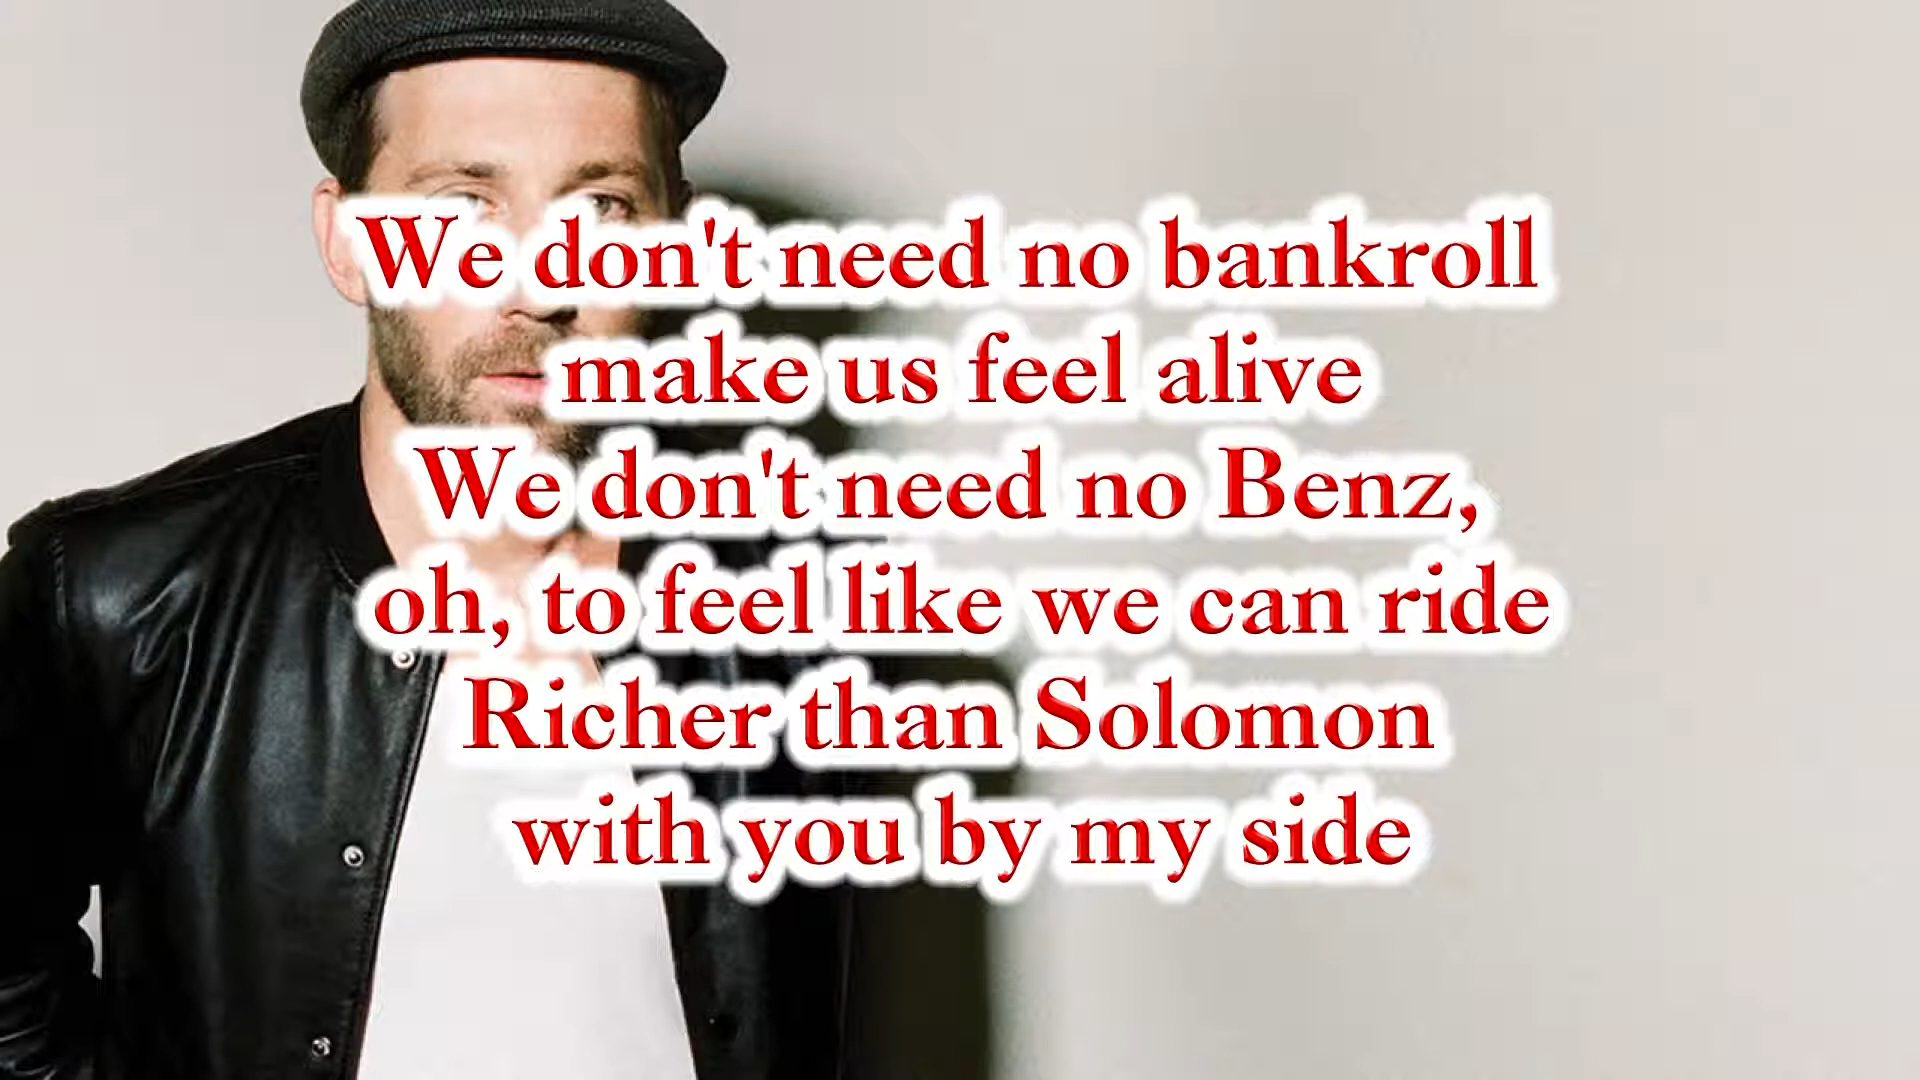 We don't need no bankroll
make us feel alive
We don't need no Benz,
oh, to feel like we can ride
Richer than Solomon
with you by my side